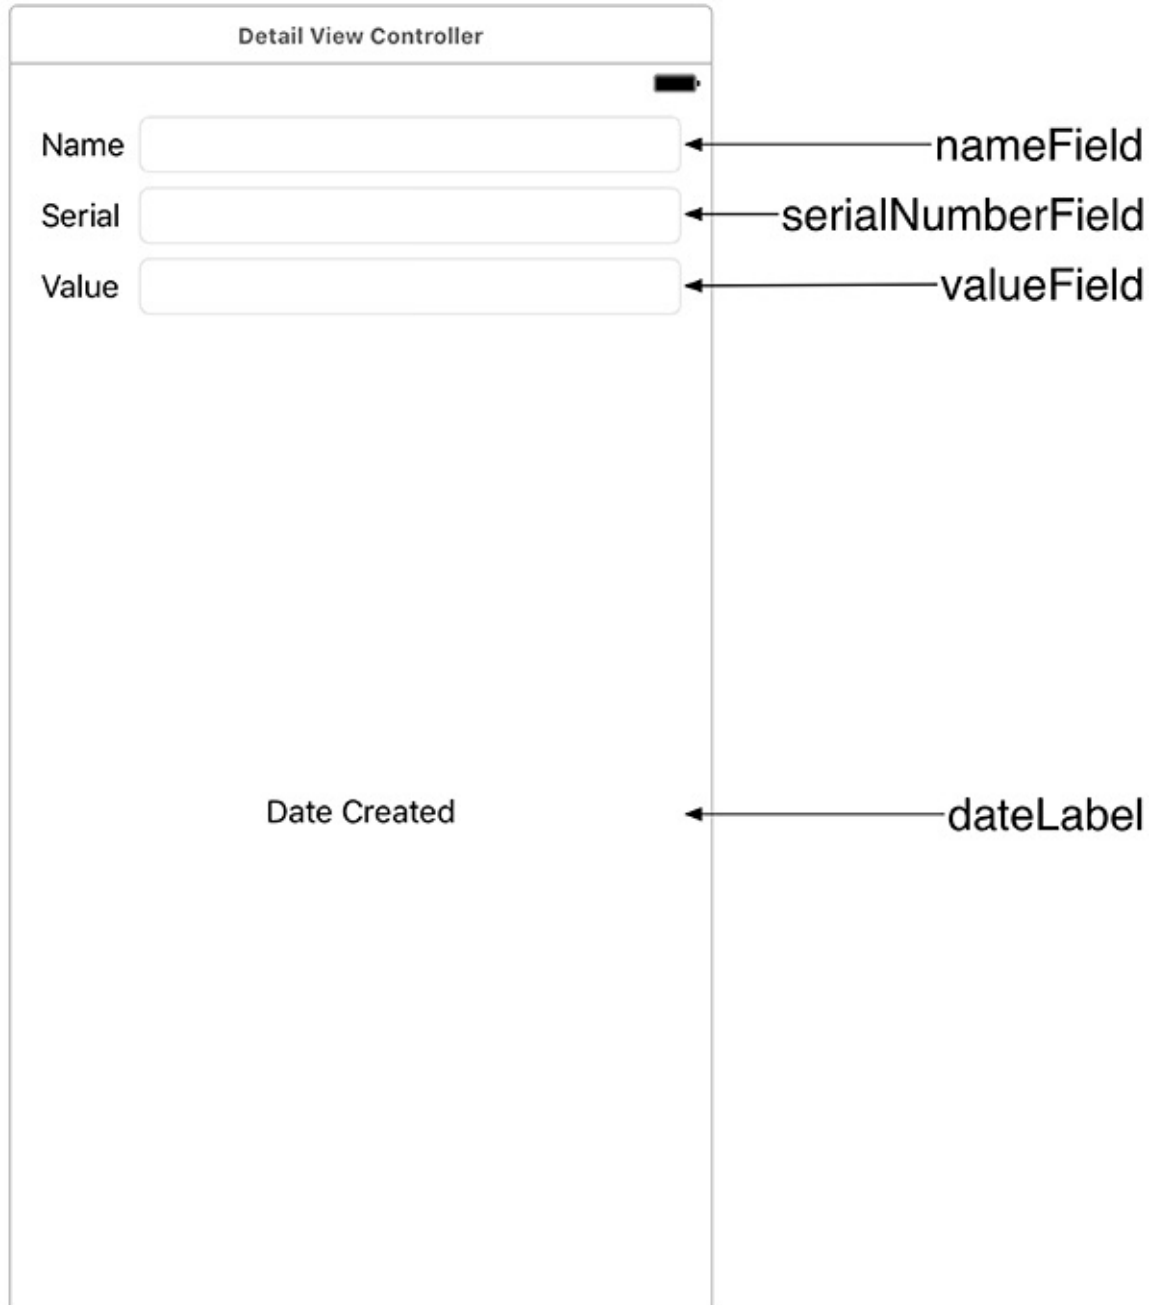 Detail View Controller
Name nameField
Serial serialNumberField
Value valueField
Date Created dateLabel